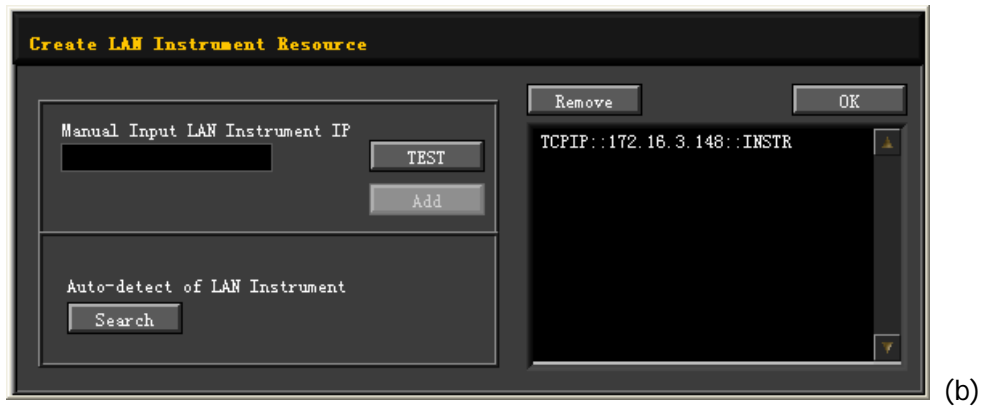 Create LAN Instrument Resource
Manual Input LAN Instrument IP
TEST
Add
Auto-detect of LAN Instrument
Search
Remove
OK
TCPIP::172.16.3.148::INSTR
(b)